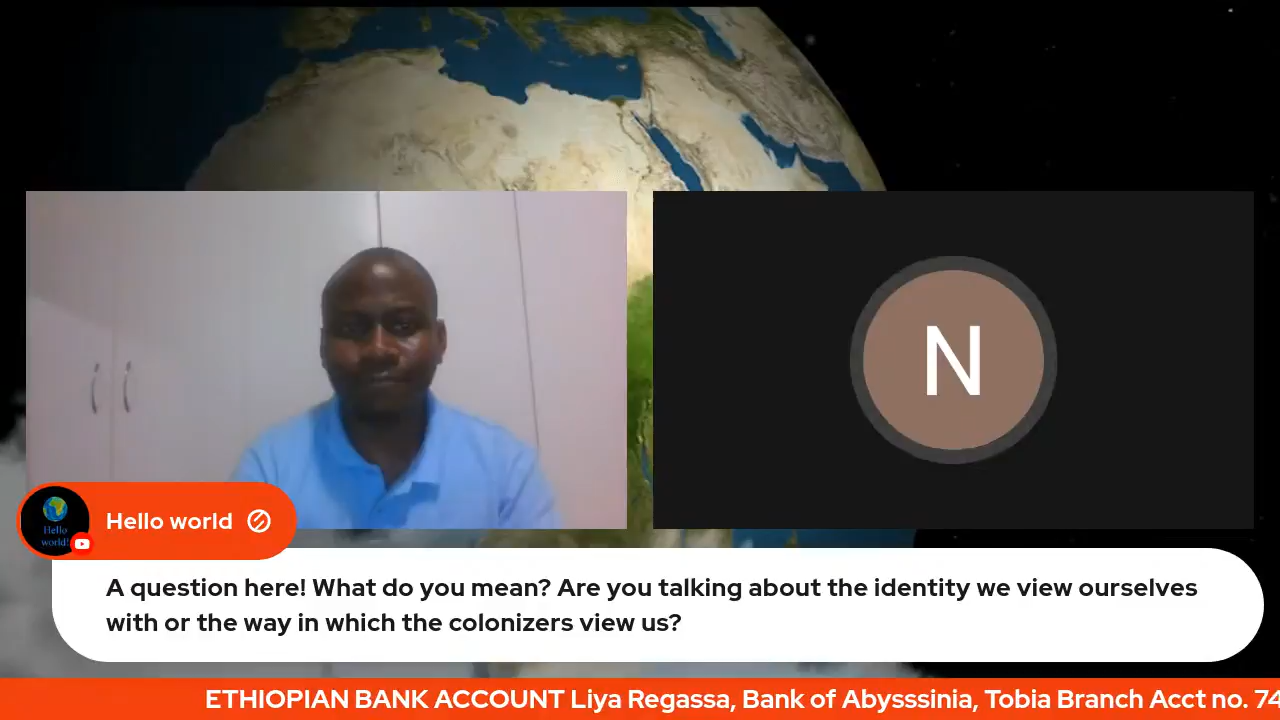 N
Hello
world!
Hello world
A question here! What do you mean? Are you talking about the identity we view ourselves
with or the way in which the colonizers view us?
ETHIOPIAN BANK ACCOUNT Liya Regassa, Bank of Abysssinia, Tobia Branch Acct no. 74